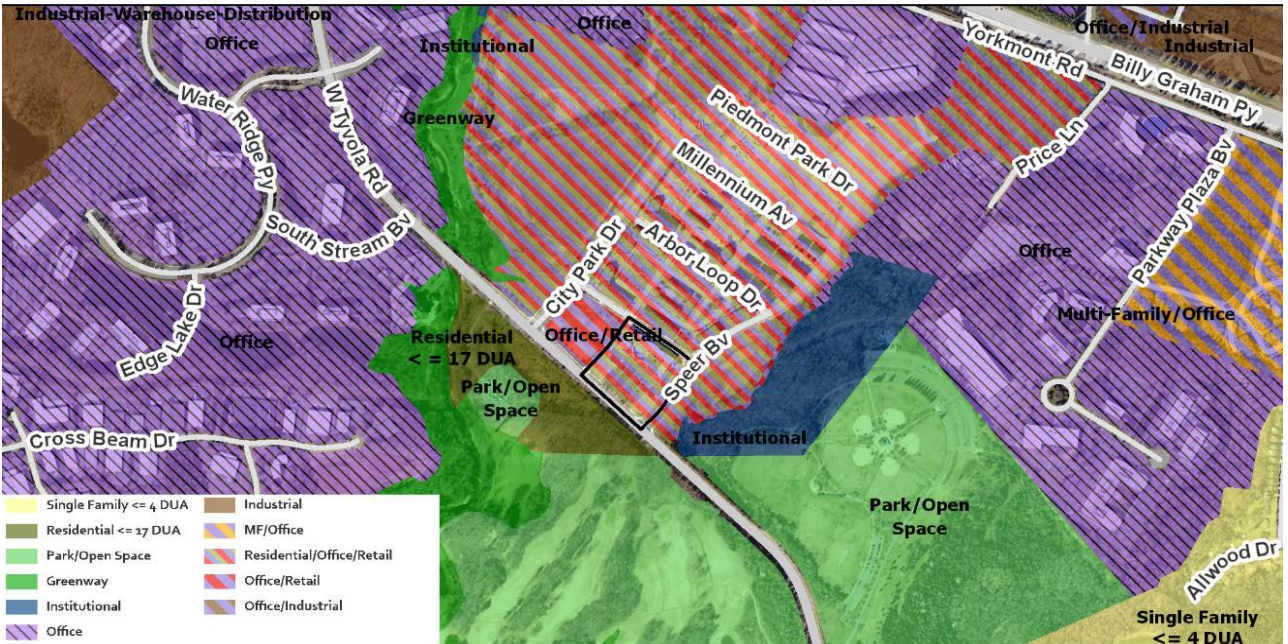 Industrial-Warehouse-Distribution
Office
Institutional
Office
Office/Industrial
Industrial
Yorkmont Rd
Billy Graham Py
Water Ridge Py
W Tyvola Rd
Greenway
Piedmont Park Dr
Millennium Av
Price Ln
Parkway Plaza Bv
South Stream Bv
City Park Dr
Arbor Loop Dr
Office
Edge Lake Dr
Office
Residential
<= 17 DUA
Office/Retail
Speer Bv
Multi-Family/Office
Park/Open
Space
Cross Beam Dr
Institutional
Park/Open
Space
Allwood Dr
Single Family
<= 4 DUA
Single Family <= 4 DUA
Residential <= 17 DUA
Park/Open Space
Greenway
Institutional
Office
Industrial
MF/Office
Residential/Office/Retail
Office/Retail
Office/Industrial